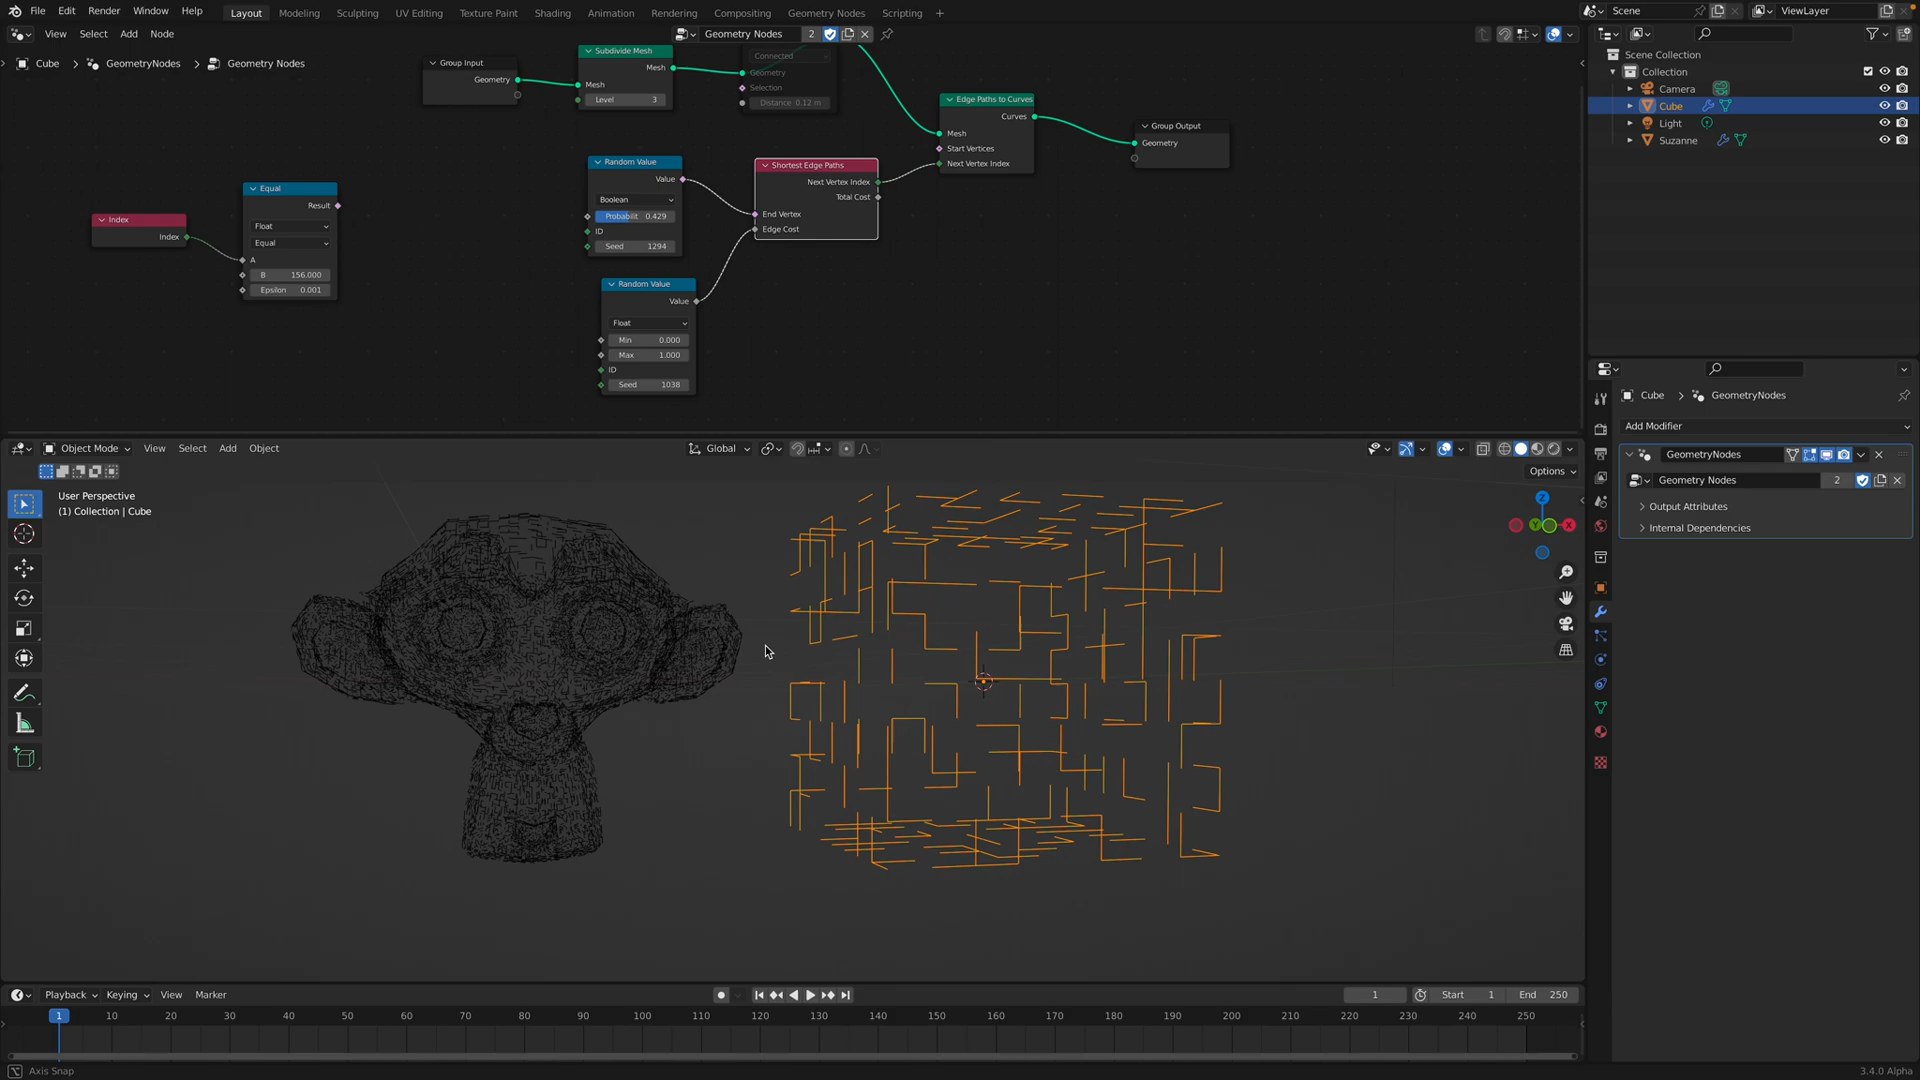 File Edit Render Window Help Layout Modeling Sculpting UV Editing Texture Paint Shading Animation Rendering Compositing Geometry Nodes Scripting + Scene ViewLayer
View Select Add Node Geometry Nodes 2
Cube > GeometryNodes > Geometry Nodes
Group Input
Geometry
Subdivide Mesh
Mesh
Mesh
Level 3
Connected
Geometry
Selection
Distance 0.12 m
Edge Paths to Curves
Curves
Mesh
Start Vertices
Next Vertex Index
Group Output
Geometry
Random Value
Value
Boolean
Probabilit 0.429
ID
Seed 1294
Shortest Edge Paths
Next Vertex Index
Total Cost
End Vertex
Edge Cost
Index
Index
Equal
Result
Float
Equal
A
B 156.000
Epsilon 0.001
Random Value
Value
Float
Min 0.000
Max 1.000
ID
Seed 1038
Scene Collection
Collection
Camera
Cube
Light
Suzanne
Cube > GeometryNodes
Add Modifier
GeometryNodes
Geometry Nodes 2
Output Attributes
Internal Dependencies
Object Mode View Select Add Object Global
Options
User Perspective
(1) Collection | Cube
Z
Y
X
Playback Keying View Marker 1 Start 1 End 250
1 10 20 30 40 50 60 70 80 90 100 110 120 130 140 150 160 170 180 190 200 210 220 230 240 250
Axis Snap 3.4.0 Alpha